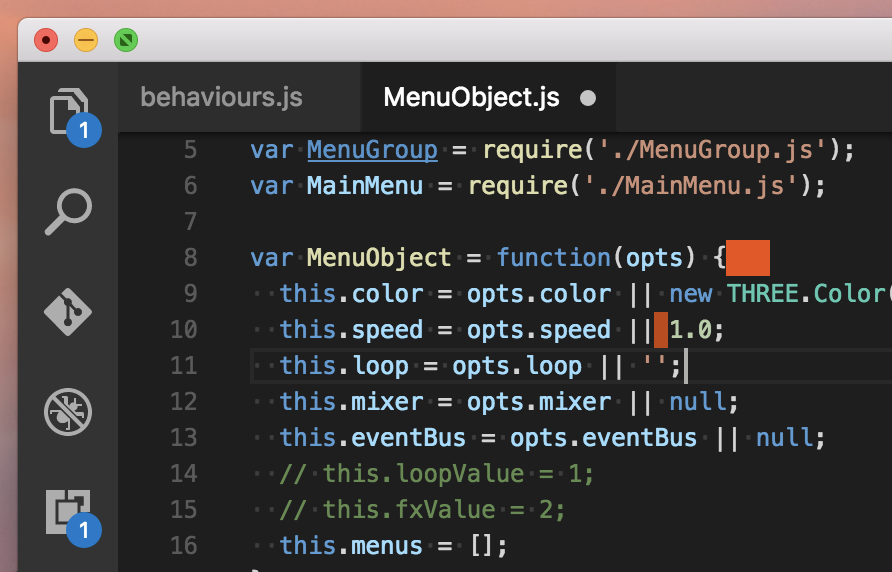 behaviours.js MenuObject.js
1
5 var MenuGroup = require('./MenuGroup.js');
6 var MainMenu = require('./MainMenu.js');
7
8 var MenuObject = function(opts) {
9 this.color = opts.color || new THREE.Color(
10 this.speed = opts.speed || 1.0;
11 this.loop = opts.loop || '';
12 this.mixer = opts.mixer || null;
13 this.eventBus = opts.eventBus || null;
14 // this.loopValue = 1;
15 // this.fxValue = 2;
1
16 this.menus = [];